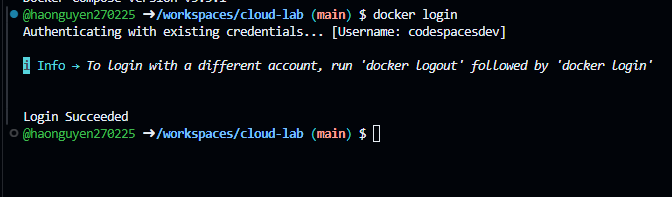 @haonguyen270225 ➜/workspaces/cloud-lab (main) $ docker login
Authenticating with existing credentials... [Username: codespacesdev]
i Info → To login with a different account, run 'docker logout' followed by 'docker login'
Login Succeeded
@haonguyen270225 ➜/workspaces/cloud-lab (main) $